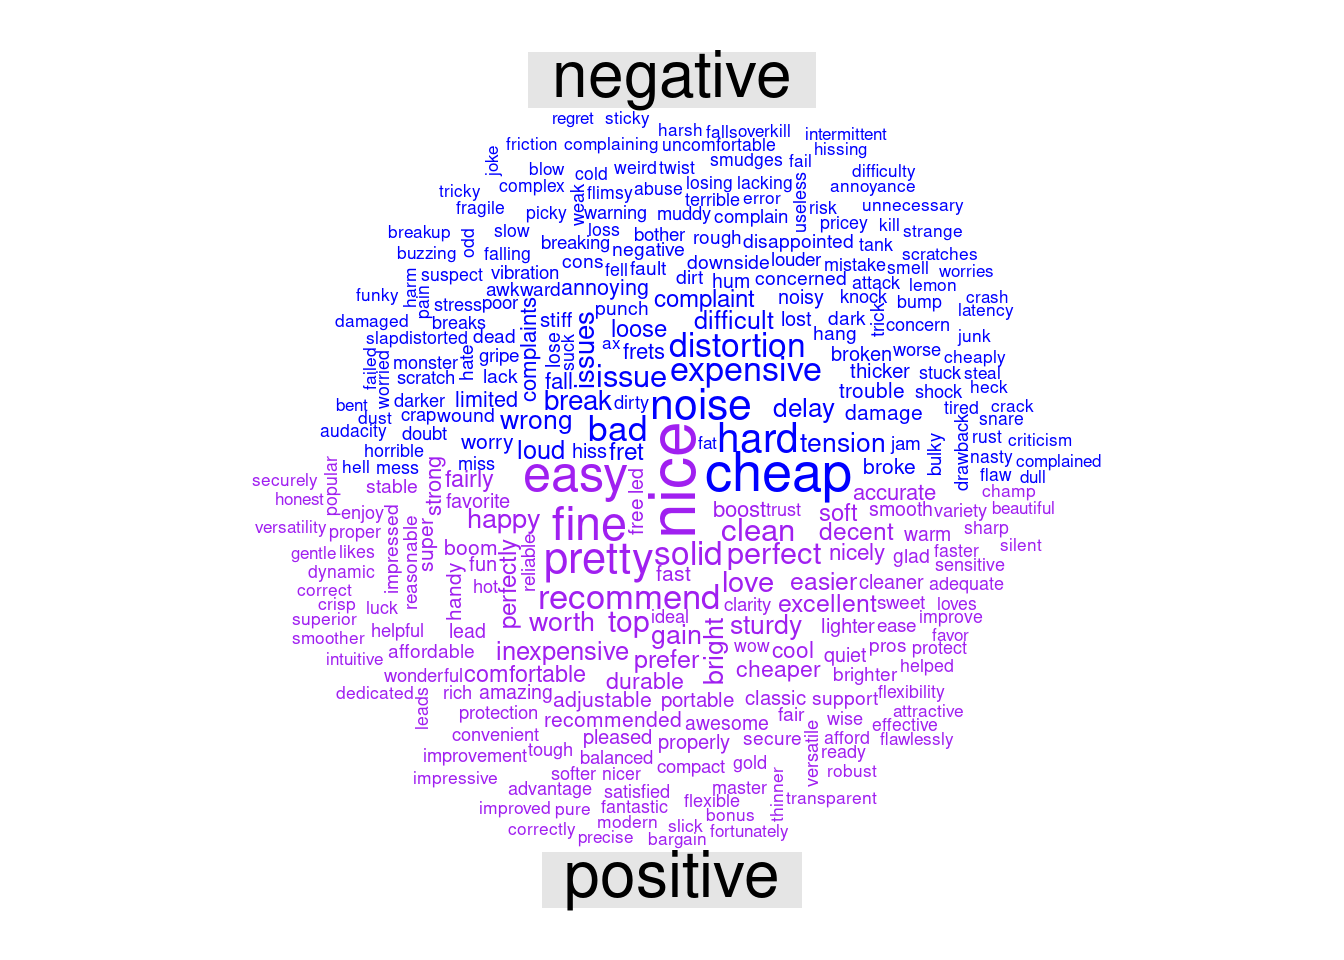 negative
regret sticky
harsh fallsoverkill intermittent
friction complaining uncomfortable hissing
joke blow cold weird twist smudges fail difficulty
tricky complex weak flimsy abuse losing lacking useless annoyance
fragile picky warning muddy terrible error complain risk pricey unnecessary
breakup odd slow loss bother rough disappointed tank kill strange
buzzing falling breaking negative downside louder mistake smell scratches
harm pain suspect vibration cons fell fault dirt hum concerned attack lemon worries
funky stress poor awkward annoying complaint noisy knock bump crash
damaged breaks stiff punch difficult lost dark trick concern latency
slap distorted dead complaints issues loose hang junk
failed worried monster hate gripe lose suck ax frets distortion broken worse cheaply
scratch lack fall issue expensive thicker stuck steal
bent darker limited break dirty noise trouble shock heck
dust crap wound wrong delay damage tired crack
audacity doubt bad hard tension snare
horrible worry loud hiss fret fat jam bulky drawback rust criticism
hell mess miss cheap broke nasty complained
flaw dull
securely popular stable strong fairly easy nice accurate champ
honest favorite free led boost trust soft smooth variety beautiful
versatility enjoy impressed super happy fine clean decent warm sharp
proper reasonable
gentle likes boom perfectly reliable pretty solid perfect nicely glad faster silent
dynamic handy fun fast sensitive
correct hot love easier cleaner adequate
crisp luck recommend clarity excellent sweet loves
superior worth top ideal bright sturdy lighter ease improve
smoother helpful lead gain wow cool favor
intuitive affordable inexpensive prefer cheaper quiet pros protect
wonderful comfortable durable brighter helped
dedicated leads rich amazing adjustable portable classic support flexibility
protection recommended awesome fair wise attractive
convenient pleased properly secure versatile afford effective flawlessly
improvement tough balanced ready
impressive softer nicer compact gold robust
advantage satisfied master thinner transparent
improved pure fantastic flexible bonus
correctly modern slick fortunately
precise bargain
positive